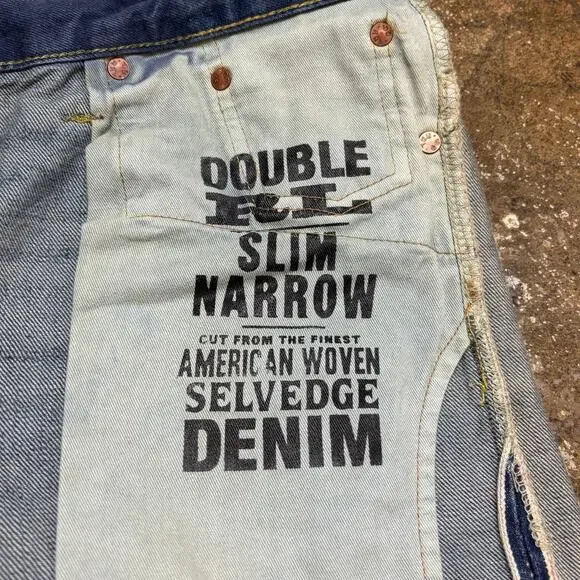 DOUBLE
RL
SLIM
NARROW
CUT FROM THE FINEST
AMERICAN WOVEN
SELVEDGE
DENIM